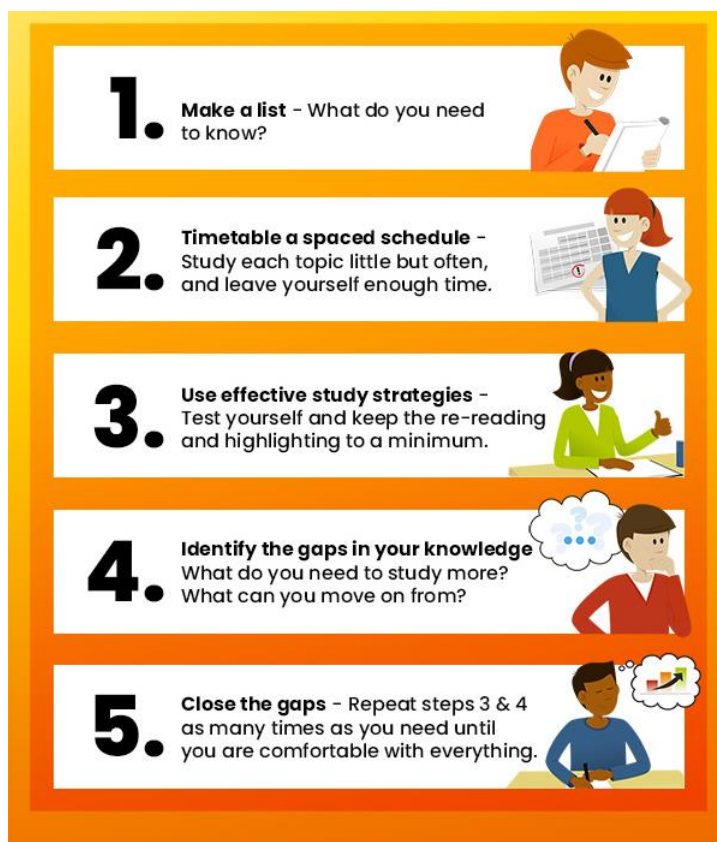 1.
Make a list - What do you need
to know?
2.
Timetable a spaced schedule -
Study each topic little but often,
and leave yourself enough time.
3.
Use effective study strategies -
Test yourself and keep the re-reading
and highlighting to a minimum.
4.
Identify the gaps in your knowledge
What do you need to study more?
What can you move on from?
5.
Close the gaps - Repeat steps 3 & 4
as many times as you need until
you are comfortable with everything.